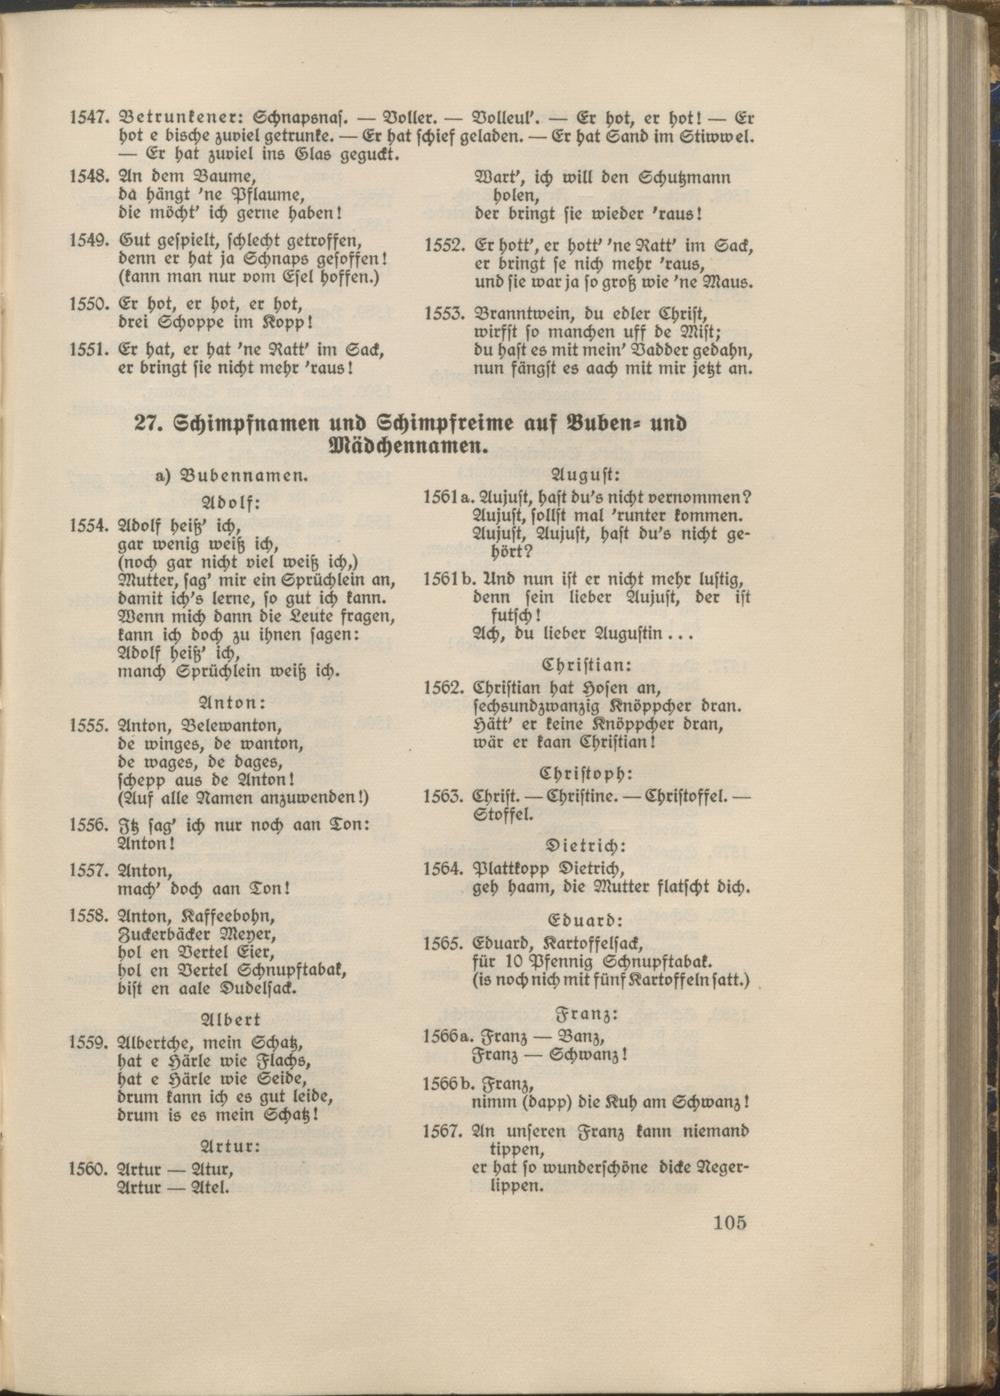 1547. Betrunkener: Schnapsnas. — Voller. — Volleul'. — Er hot, er hot! — Er
hot e bische zuviel getrunke. — Er hat schief geladen. — Er hat Sand im Stiwwel.
— Er hat zuviel ins Glas geguckt.
1548. An dem Baume,
da hängt 'ne Pflaume,
die möcht' ich gerne haben!
1549. Gut gespielt, schlecht getroffen,
denn er hat ja Schnaps gesoffen!
(kann man nur vom Esel hoffen.)
1550. Er hot, er hot, er hot,
drei Schoppe im Kopp!
1551. Er hat, er hat 'ne Ratt' im Sack,
er bringt sie nicht mehr 'raus!
Wart', ich will den Schutzmann
holen,
der bringt sie wieder 'raus!
1552. Er hott', er hott' 'ne Ratt' im Sack,
er bringt se nich mehr 'raus,
und sie war ja so groß wie 'ne Maus.
1553. Branntwein, du edler Christ,
wirfst so manchen uff de Mist;
du hast es mit mein' Vadder gedahn,
nun fängst es aach mit mir jetzt an.
27. Schimpfnamen und Schimpfreime auf Buben- und
Mädchennamen.
a) Bubennamen.
Adolf:
1554. Adolf heiß' ich,
gar wenig weiß ich,
(noch gar nicht viel weiß ich,)
Mutter, sag' mir ein Sprüchlein an,
damit ich's lerne, so gut ich kann.
Wenn mich dann die Leute fragen,
kann ich doch zu ihnen sagen:
Adolf heiß' ich,
manch Sprüchlein weiß ich.
Anton:
1555. Anton, Belewanton,
de winges, de wanton,
de wages, de dages,
schepp aus de Anton!
(Auf alle Namen anzuwenden!)
1556. Itz sag' ich nur noch aan Ton:
Anton!
1557. Anton,
mach' doch aan Ton!
1558. Anton, Kaffeebohn,
Zuckerbäcker Meyer,
hol en Vertel Eier,
hol en Vertel Schnupftabak,
bist en aale Dudelsack.
Albert
1559. Albertche, mein Schatz,
hat e Härle wie Flachs,
hat e Härle wie Seide,
drum kann ich es gut leide,
drum is es mein Schatz!
Artur:
1560. Artur — Atur,
Artur — Atel.
August:
1561a. Aujust, hast du's nicht vernommen?
Aujust, sollst mal 'runter kommen.
Aujust, Aujust, hast du's nicht ge-
hört?
1561b. Und nun ist er nicht mehr lustig,
denn sein lieber Aujust, der ist
futsch!
Ach, du lieber Augustin ...
Christian:
1562. Christian hat Hosen an,
sechsundzwanzig Knöppcher dran.
Hätt' er keine Knöppcher dran,
wär er kaan Christian!
Christoph:
1563. Christ. — Christine. — Christoffel. —
Stoffel.
Dietrich:
1564. Plattkopp Dietrich,
geh haam, die Mutter flatscht dich.
Eduard:
1565. Eduard, Kartoffelsack,
für 10 Pfennig Schnupftabak.
(is noch nich mit fünf Kartoffeln satt.)
Franz:
1566a. Franz — Banz,
Franz — Schwanz!
1566b. Franz,
nimm (dapp) die Kuh am Schwanz!
1567. An unseren Franz kann niemand
tippen,
er hat so wunderschöne dicke Neger-
lippen.
105